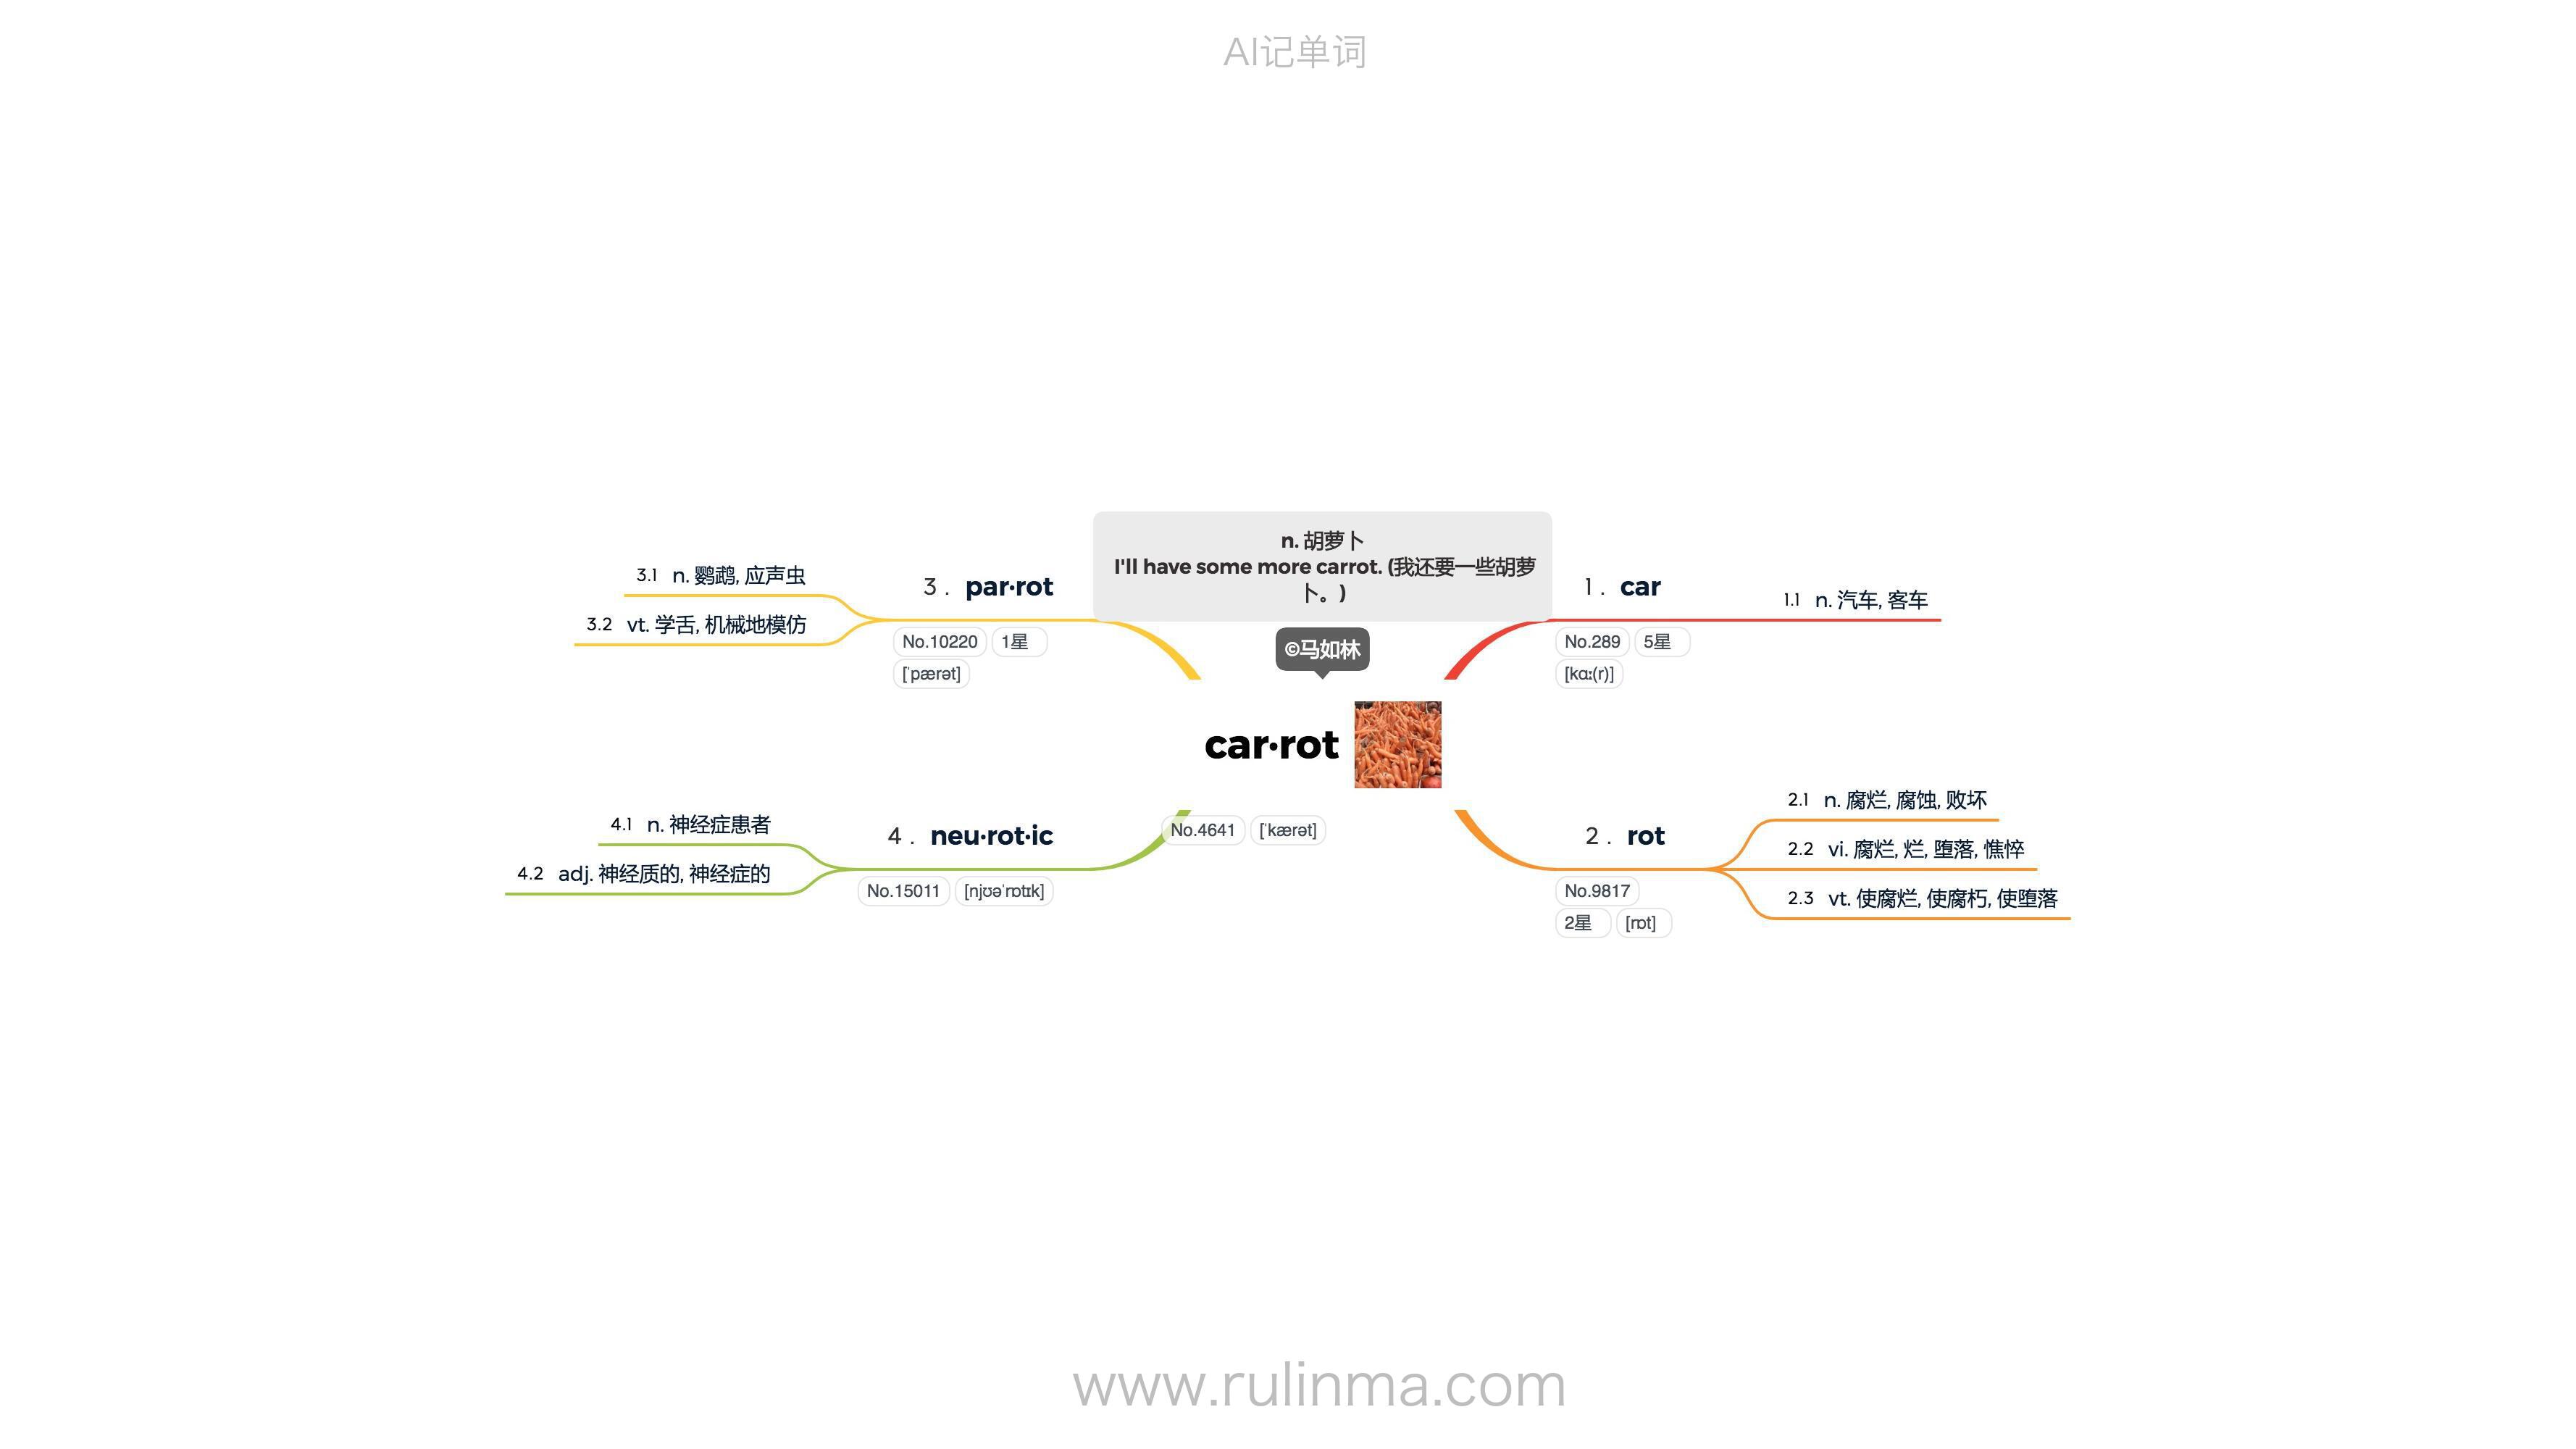 AI记单词
n. 胡萝卜
I'll have some more carrot. (我还要一些胡萝
卜。)
©马如林
car·rot
No.4641 [ˈkærət]
1. car
No.289 5星
[kɑː(r)]
1.1 n. 汽车, 客车
2. rot
No.9817
2星 [rɒt]
2.1 n. 腐烂, 腐蚀, 败坏
2.2 vi. 腐烂, 烂, 堕落, 憔悴
2.3 vt. 使腐烂, 使腐朽, 使堕落
3. par·rot
No.10220 1星
[ˈpærət]
3.1 n. 鹦鹉, 应声虫
3.2 vt. 学舌, 机械地模仿
4. neu·rot·ic
No.15011 [njʊəˈrɒtɪk]
4.1 n. 神经症患者
4.2 adj. 神经质的, 神经症的
www.rulinma.com